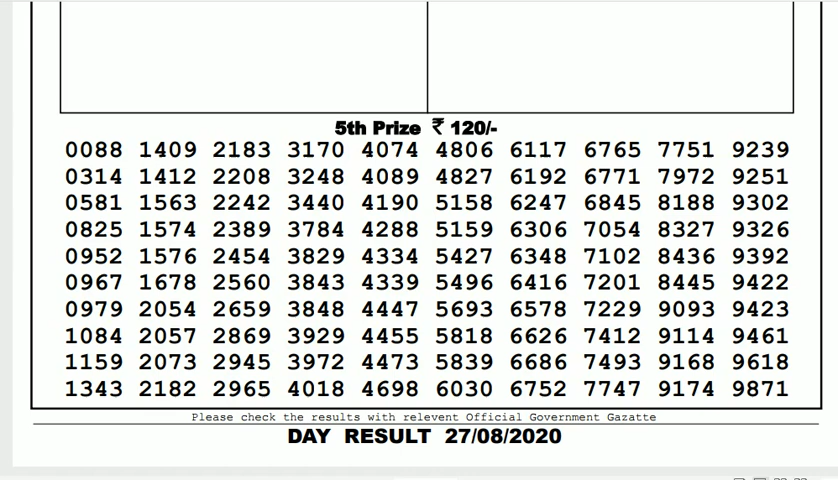 5th Prize ₹ 120/-
0088 1409 2183 3170 4074 4806 6117 6765 7751 9239
0314 1412 2208 3248 4089 4827 6192 6771 7972 9251
0581 1563 2242 3440 4190 5158 6247 6845 8188 9302
0825 1574 2389 3784 4288 5159 6306 7054 8327 9326
0952 1576 2454 3829 4334 5427 6348 7102 8436 9392
0967 1678 2560 3843 4339 5496 6416 7201 8445 9422
0979 2054 2659 3848 4447 5693 6578 7229 9093 9423
1084 2057 2869 3929 4455 5818 6626 7412 9114 9461
1159 2073 2945 3972 4473 5839 6686 7493 9168 9618
1343 2182 2965 4018 4698 6030 6752 7747 9174 9871
Please check the results with relevent Official Government Gazatte
DAY RESULT 27/08/2020